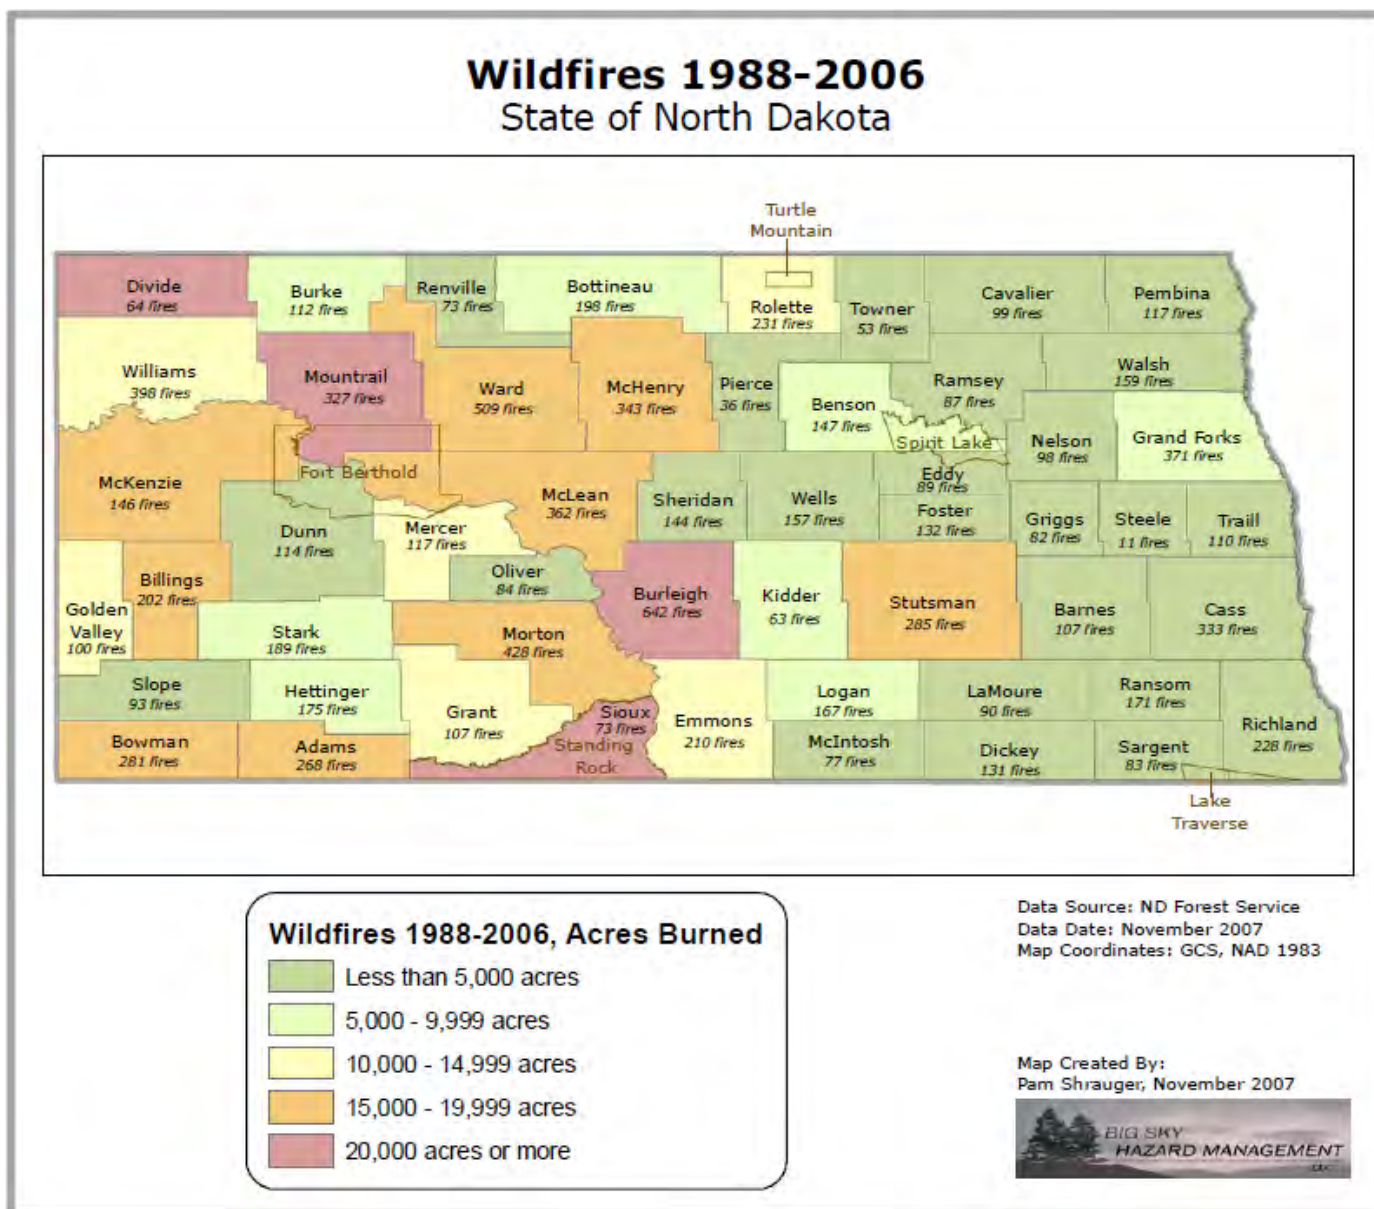 Wildfires 1988-2006
State of North Dakota
Turtle
Mountain
Divide
64 fires
Burke
112 fires
Renville
73 fires
Bottineau
198 fires
Rolette
231 fires
Towner
53 fires
Cavalier
99 fires
Pembina
117 fires
Williams
398 fires
Mountrail
327 fires
Ward
509 fires
McHenry
343 fires
Pierce
36 fires
Benson
147 fires
Ramsey
87 fires
Walsh
159 fires
Spirit Lake
Nelson
98 fires
Grand Forks
371 fires
McKenzie
146 fires
Fort Berthold
Dunn
114 fires
Mercer
117 fires
McLean
362 fires
Sheridan
144 fires
Wells
157 fires
Eddy
89 fires
Foster
132 fires
Griggs
82 fires
Steele
11 fires
Traill
110 fires
Golden
Valley
100 fires
Billings
202 fires
Stark
189 fires
Oliver
84 fires
Morton
428 fires
Burleigh
642 fires
Kidder
63 fires
Stutsman
285 fires
Barnes
107 fires
Cass
333 fires
Slope
93 fires
Hettinger
175 fires
Grant
107 fires
Sioux
73 fires
Standing
Rock
Emmons
210 fires
Logan
167 fires
LaMoure
90 fires
Ransom
171 fires
Richland
228 fires
Bowman
281 fires
Adams
268 fires
McIntosh
77 fires
Dickey
131 fires
Sargent
83 fires
Lake
Traverse
Wildfires 1988-2006, Acres Burned
Less than 5,000 acres
5,000 - 9,999 acres
10,000 - 14,999 acres
15,000 - 19,999 acres
20,000 acres or more
Data Source: ND Forest Service
Data Date: November 2007
Map Coordinates: GCS, NAD 1983
Map Created By:
Pam Shrauger, November 2007
BIG SKY
HAZARD MANAGEMENT